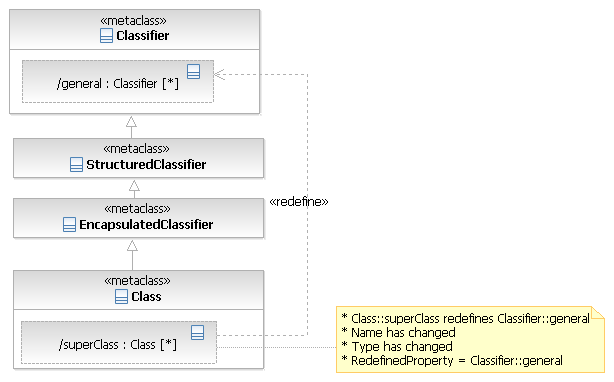 «metaclass»
Classifier
/general : Classifier [*]
«metaclass»
StructuredClassifier
«metaclass»
EncapsulatedClassifier
«redefine»
«metaclass»
Class
/superClass : Class [*]
* Class::superClass redefines Classifier::general
* Name has changed
* Type has changed
* RedefinedProperty = Classifier::general